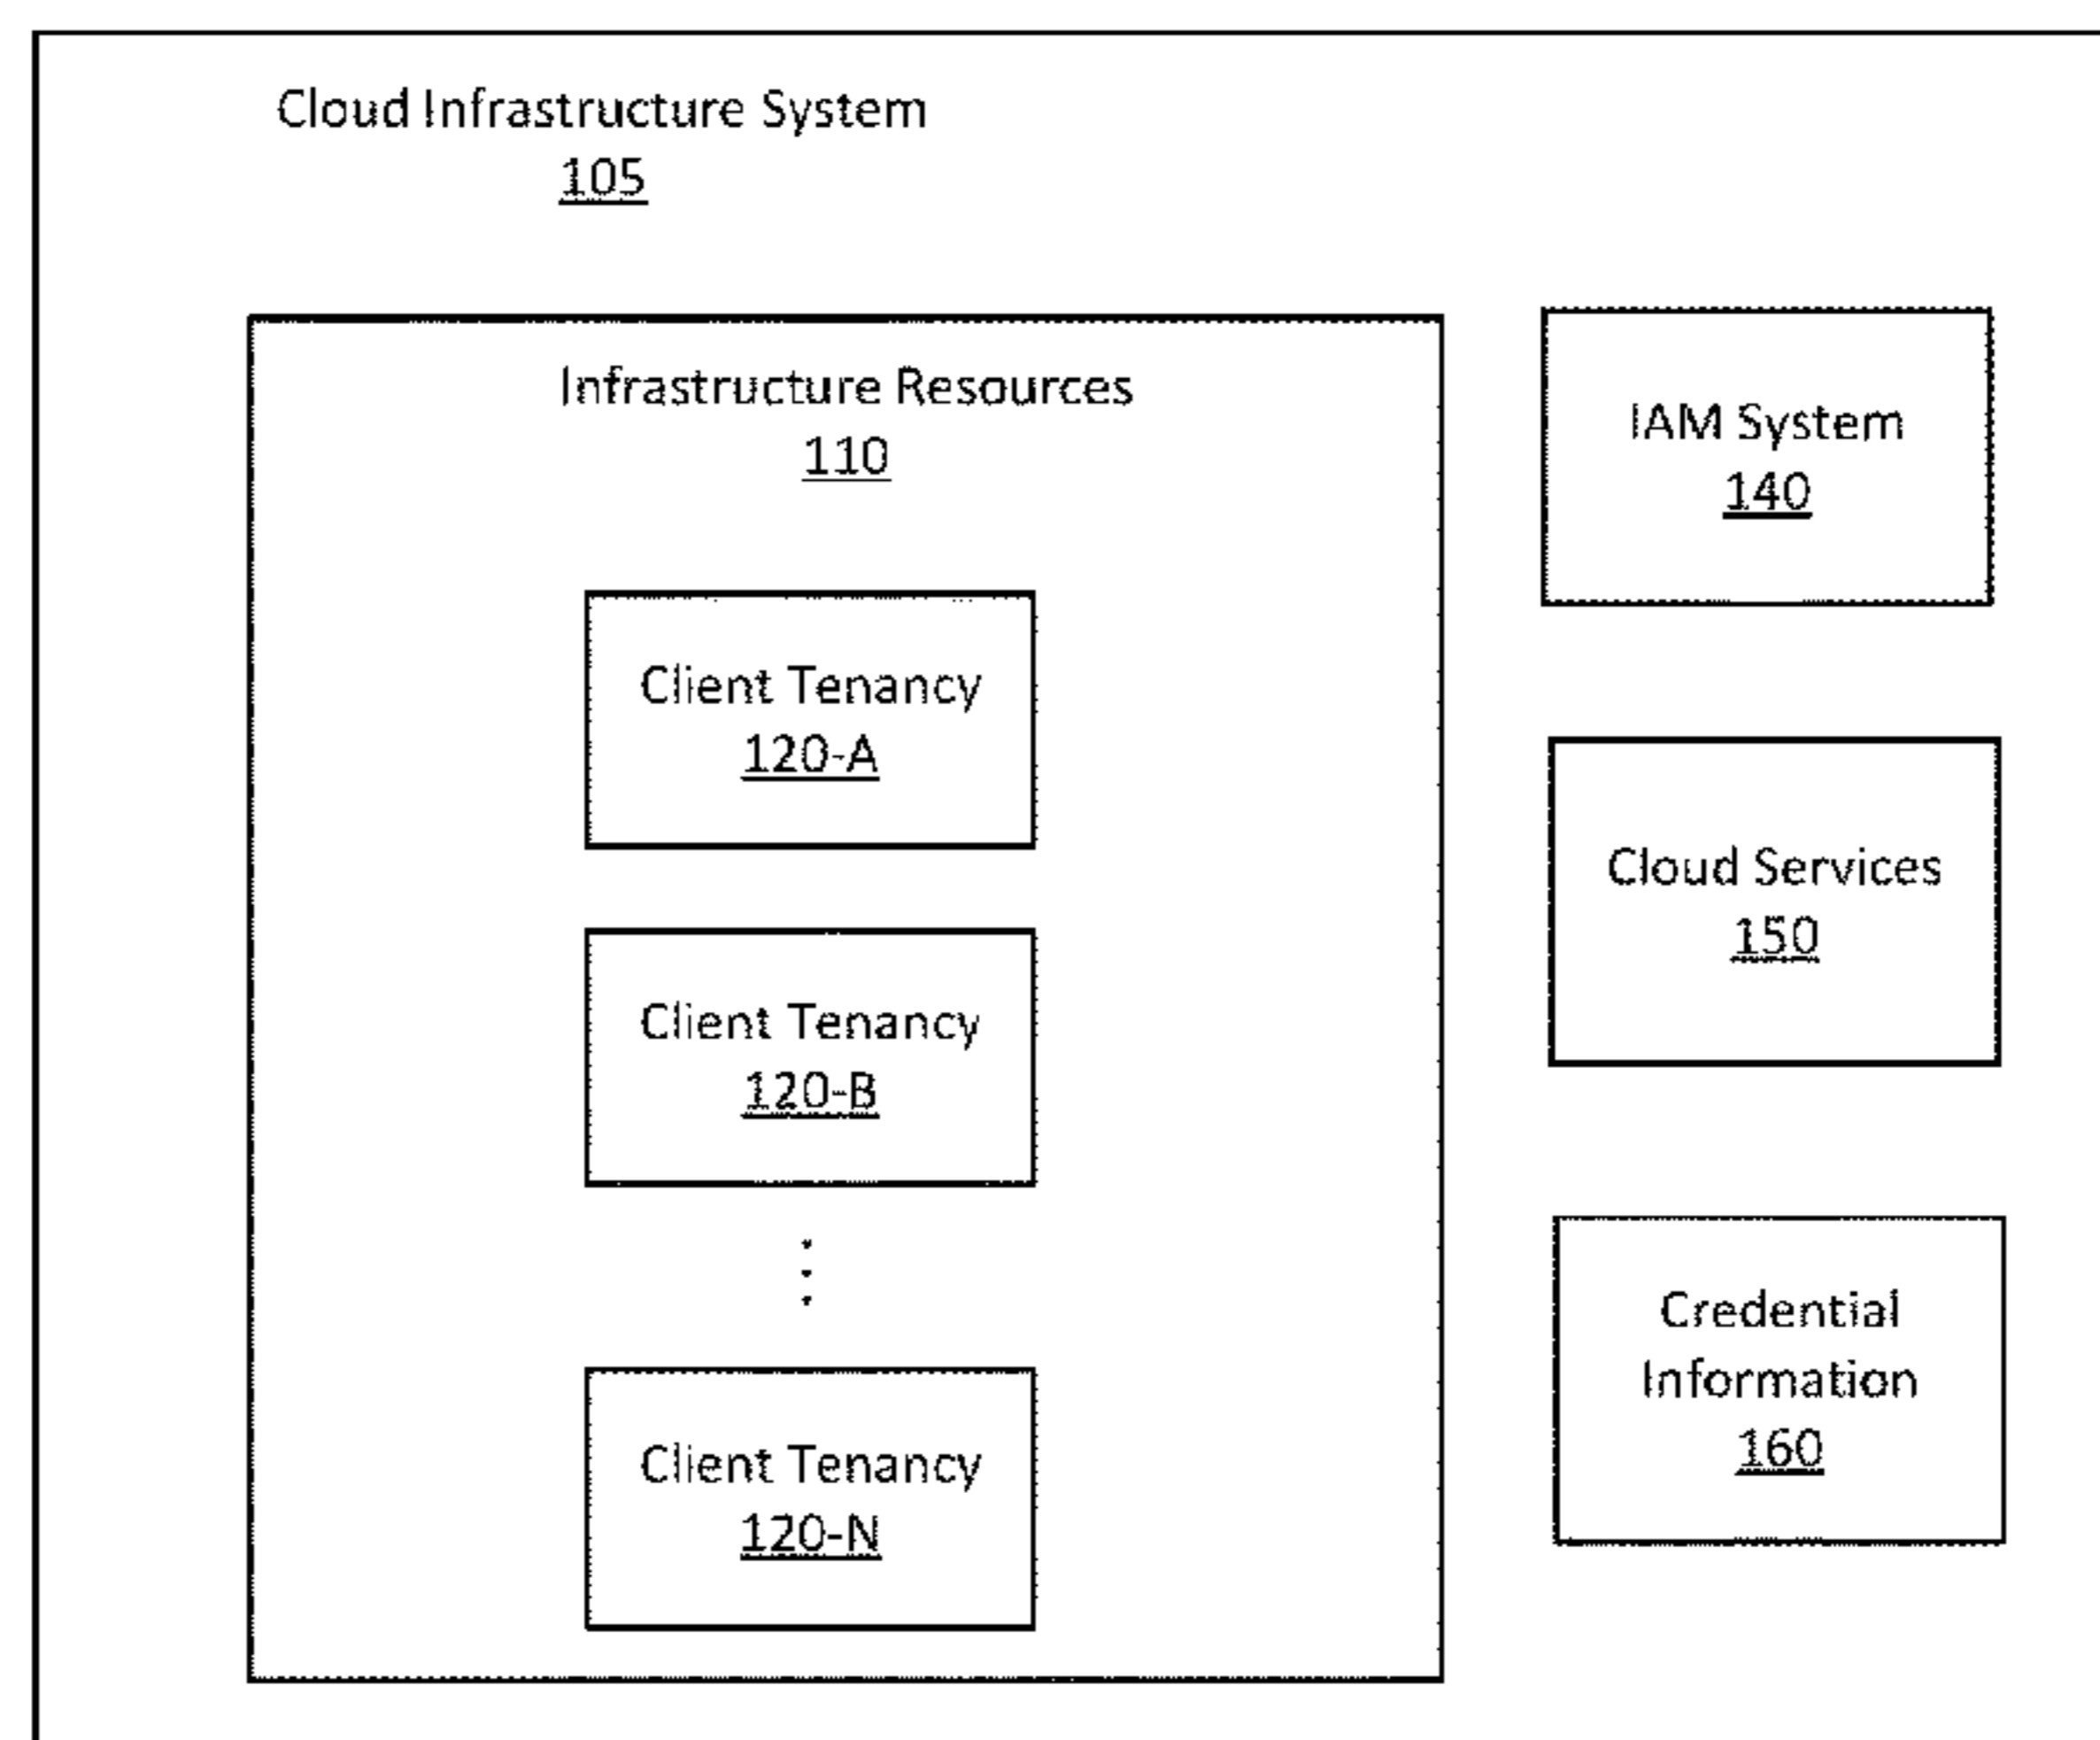 Cloud Infrastructure System
105
Infrastructure Resources
110
Client Tenancy
120-A
Client Tenancy
120-B
Client Tenancy
120-N
IAM System
140
Cloud Services
150
Credential
Information
160